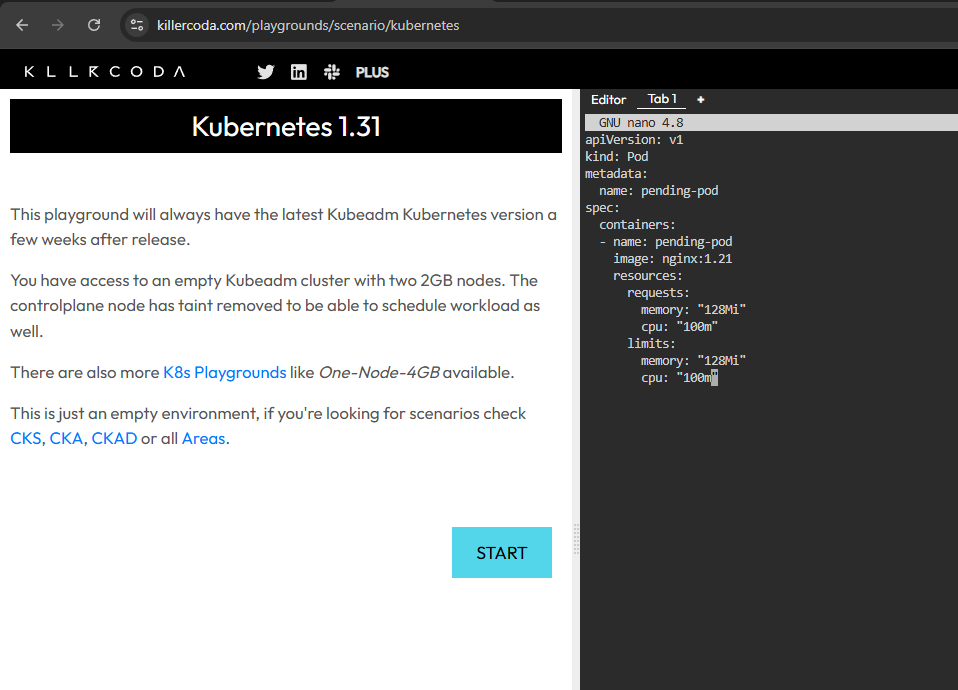 killercoda.com/playgrounds/scenario/kubernetes
KLLRCODA
PLUS
Kubernetes 1.31
This playground will always have the latest Kubeadm Kubernetes version a
few weeks after release.
You have access to an empty Kubeadm cluster with two 2GB nodes. The
controlplane node has taint removed to be able to schedule workload as
well.
There are also more K8s Playgrounds like One-Node-4GB available.
This is just an empty environment, if you're looking for scenarios check
CKS, CKA, CKAD or all Areas.
START
Editor Tab 1 +
GNU nano 4.8
apiVersion: v1
kind: Pod
metadata:
  name: pending-pod
spec:
  containers:
  - name: pending-pod
    image: nginx:1.21
    resources:
      requests:
        memory: "128Mi"
        cpu: "100m"
      limits:
        memory: "128Mi"
        cpu: "100m"